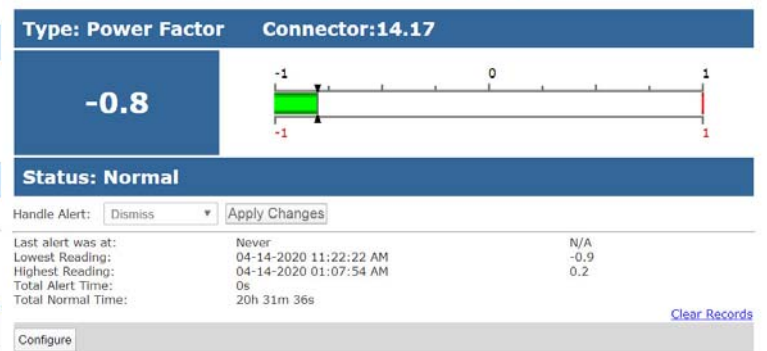 Type: Power Factor Connector:14.17
-0.8
-1 0 1
-1 1
Status: Normal
Handle Alert: Dismiss Apply Changes
Last alert was at: Never N/A
Lowest Reading: 04-14-2020 11:22:22 AM -0.9
Highest Reading: 04-14-2020 01:07:54 AM 0.2
Total Alert Time: 0s
Total Normal Time: 20h 31m 36s
Clear Records
Configure